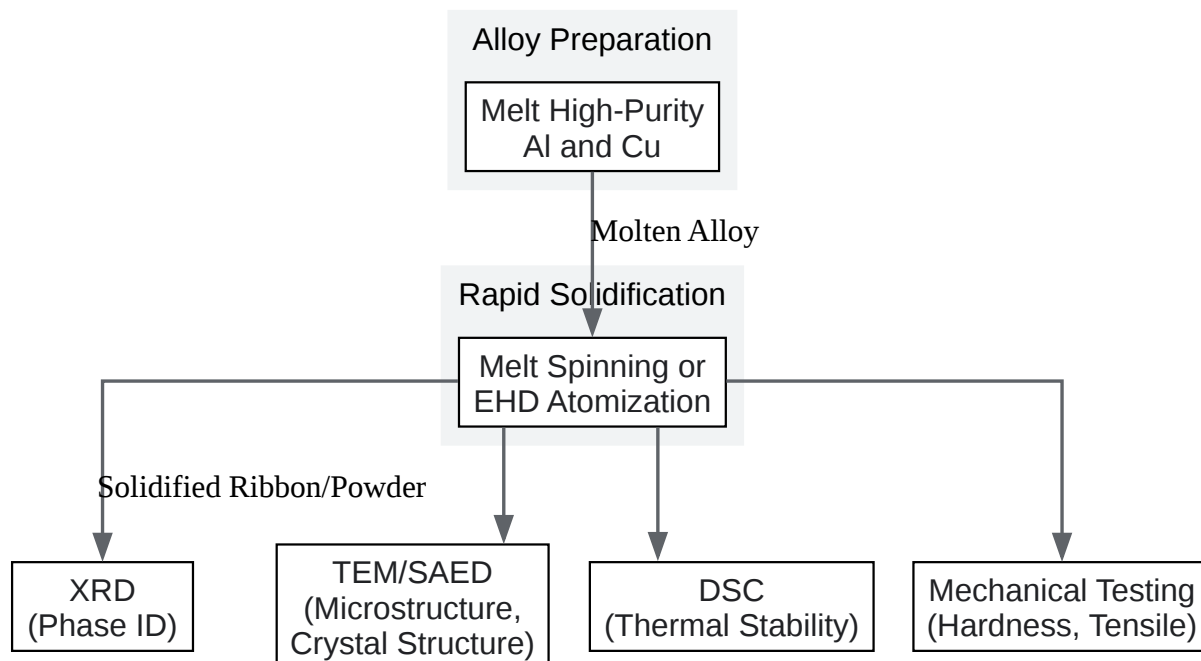 Alloy Preparation
Melt High-Purity
Al and Cu
Molten Alloy
Rapid Solidification
Melt Spinning or
EHD Atomization
Solidified Ribbon/Powder
XRD
(Phase ID)
TEM/SAED
(Microstructure,
Crystal Structure)
DSC
(Thermal Stability)
Mechanical Testing
(Hardness, Tensile)